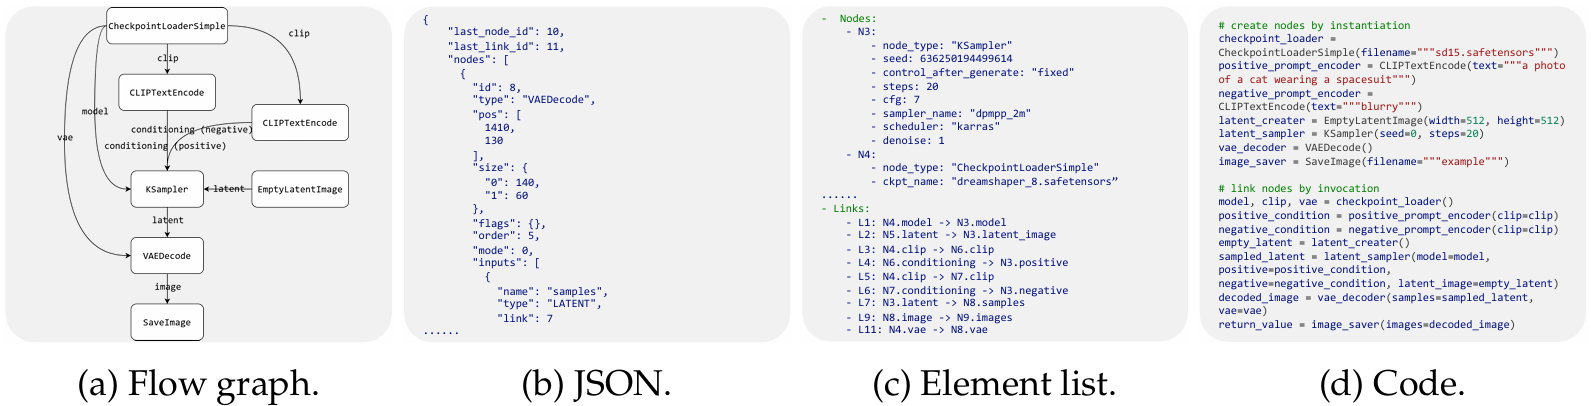 CheckpointLoaderSimple
clip
clip
CLIPTextEncode
model
CLIPTextEncode
vae
conditioning (negative)
conditioning (positive)
KSampler
latent
EmptyLatentImage
latent
VAEDecode
image
SaveImage
(a) Flow graph.
{
"last_node_id": 10,
"last_link_id": 11,
"nodes": [
{
"id": 8,
"type": "VAEDecode",
"pos": [
1410,
130
],
"size": {
"0": 140,
"1": 60
},
"flags": {},
"order": 5,
"mode": 0,
"inputs": [
{
"name": "samples",
"type": "LATENT",
"link": 7
......
(b) JSON.
- Nodes:
- N3:
- node_type: "KSampler"
- seed: 636250194499614
- control_after_generate: "fixed"
- steps: 20
- cfg: 7
- sampler_name: "dpmpp_2m"
- scheduler: "karras"
- denoise: 1
- N4:
- node_type: "CheckpointLoaderSimple"
- ckpt_name: "dreamshaper_8.safetensors”
......
- Links:
- L1: N4.model -> N3.model
- L2: N5.latent -> N3.latent_image
- L3: N4.clip -> N6.clip
- L4: N6.conditioning -> N3.positive
- L5: N4.clip -> N7.clip
- L6: N7.conditioning -> N3.negative
- L7: N3.latent -> N8.samples
- L9: N8.image -> N9.images
- L11: N4.vae -> N8.vae
(c) Element list.
# create nodes by instantiation
checkpoint_loader =
CheckpointLoaderSimple(filename="""sd15.safetensors""")
positive_prompt_encoder = CLIPTextEncode(text="""a photo
of a cat wearing a spacesuit""")
negative_prompt_encoder =
CLIPTextEncode(text="""blurry""")
latent_creater = EmptyLatentImage(width=512, height=512)
latent_sampler = KSampler(seed=0, steps=20)
vae_decoder = VAEDecode()
image_saver = SaveImage(filename="""example""")
# link nodes by invocation
model, clip, vae = checkpoint_loader()
positive_condition = positive_prompt_encoder(clip=clip)
negative_condition = negative_prompt_encoder(clip=clip)
empty_latent = latent_creater()
sampled_latent = latent_sampler(model=model,
positive=positive_condition,
negative=negative_condition, latent_image=empty_latent)
decoded_image = vae_decoder(samples=sampled_latent,
vae=vae)
return_value = image_saver(images=decoded_image)
(d) Code.